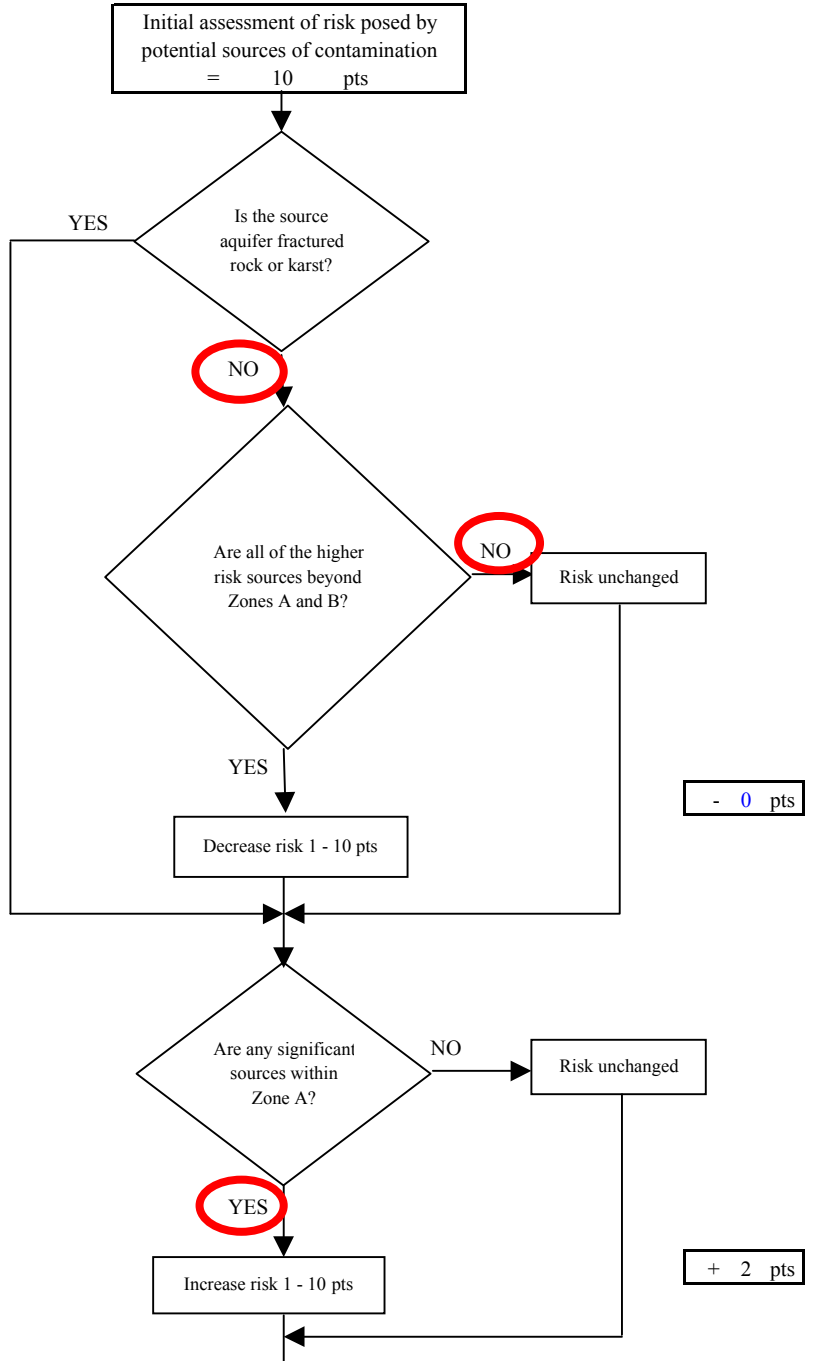 Initial assessment of risk posed by
potential sources of contamination
= 10 pts
YES
Is the source
aquifer fractured
rock or karst?
NO
Are all of the higher
risk sources beyond
Zones A and B?
NO
Risk unchanged
YES
- 0 pts
Decrease risk 1 - 10 pts
Are any significant
sources within
Zone A?
NO
Risk unchanged
YES
+ 2 pts
Increase risk 1 - 10 pts